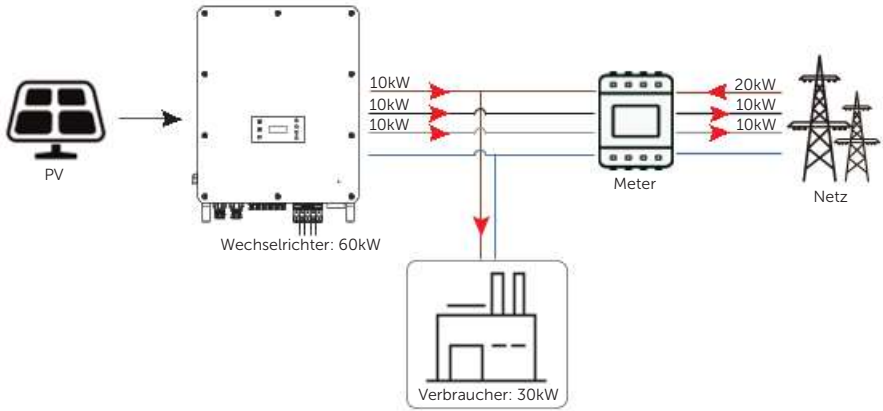 10kW
10kW
10kW
20kW
10kW
10kW
PV
Meter
Netz
Wechselrichter: 60kW
Verbraucher: 30kW